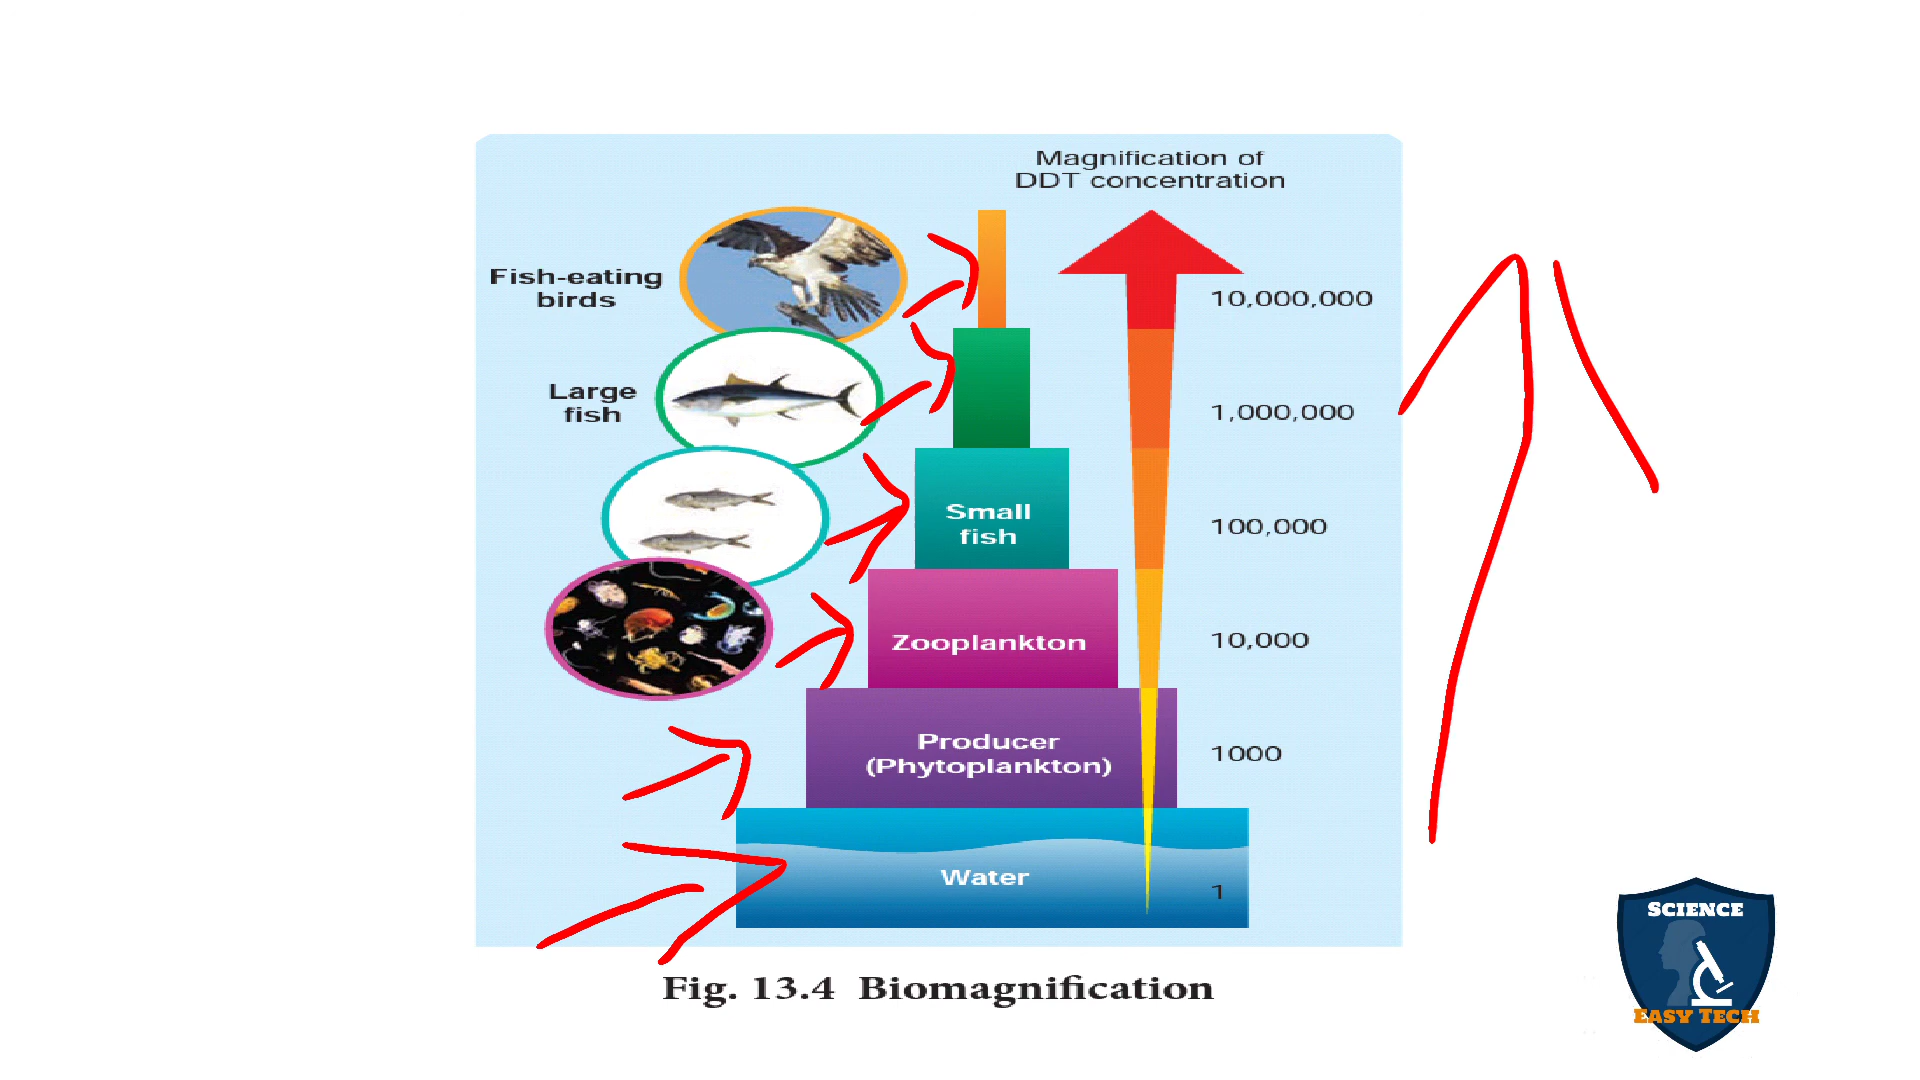 Magnification of
DDT concentration
Fish-eating
birds
10,000,000
Large
fish
1,000,000
Small
fish
100,000
Zooplankton
10,000
Producer
(Phytoplankton)
1000
Water
1
Fig. 13.4 Biomagnification
SCIENCE
EASY TECH